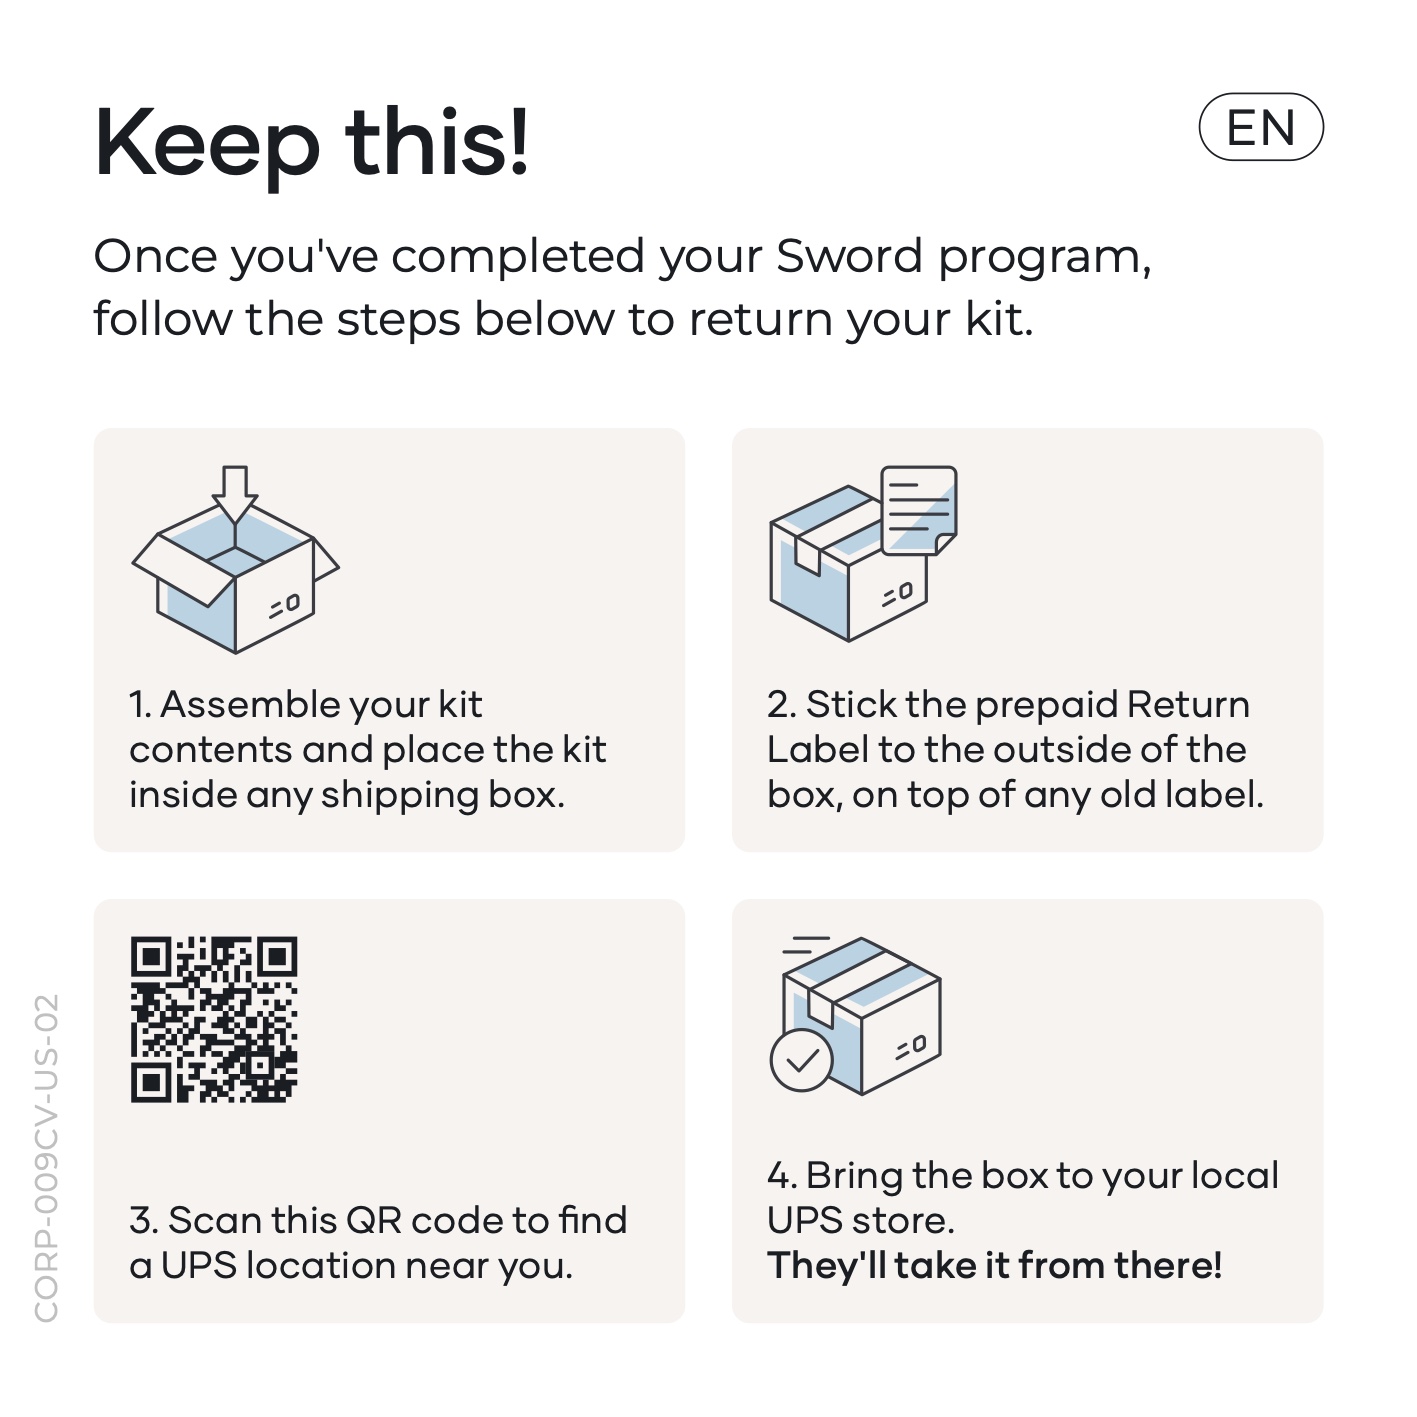 Keep this!
EN
Once you've completed your Sword program,
follow the steps below to return your kit.
1. Assemble your kit
contents and place the kit
inside any shipping box.
2. Stick the prepaid Return
Label to the outside of the
box, on top of any old label.
3. Scan this QR code to find
a UPS location near you.
4. Bring the box to your local
UPS store.
They'll take it from there!
CORP-009CV-US-02